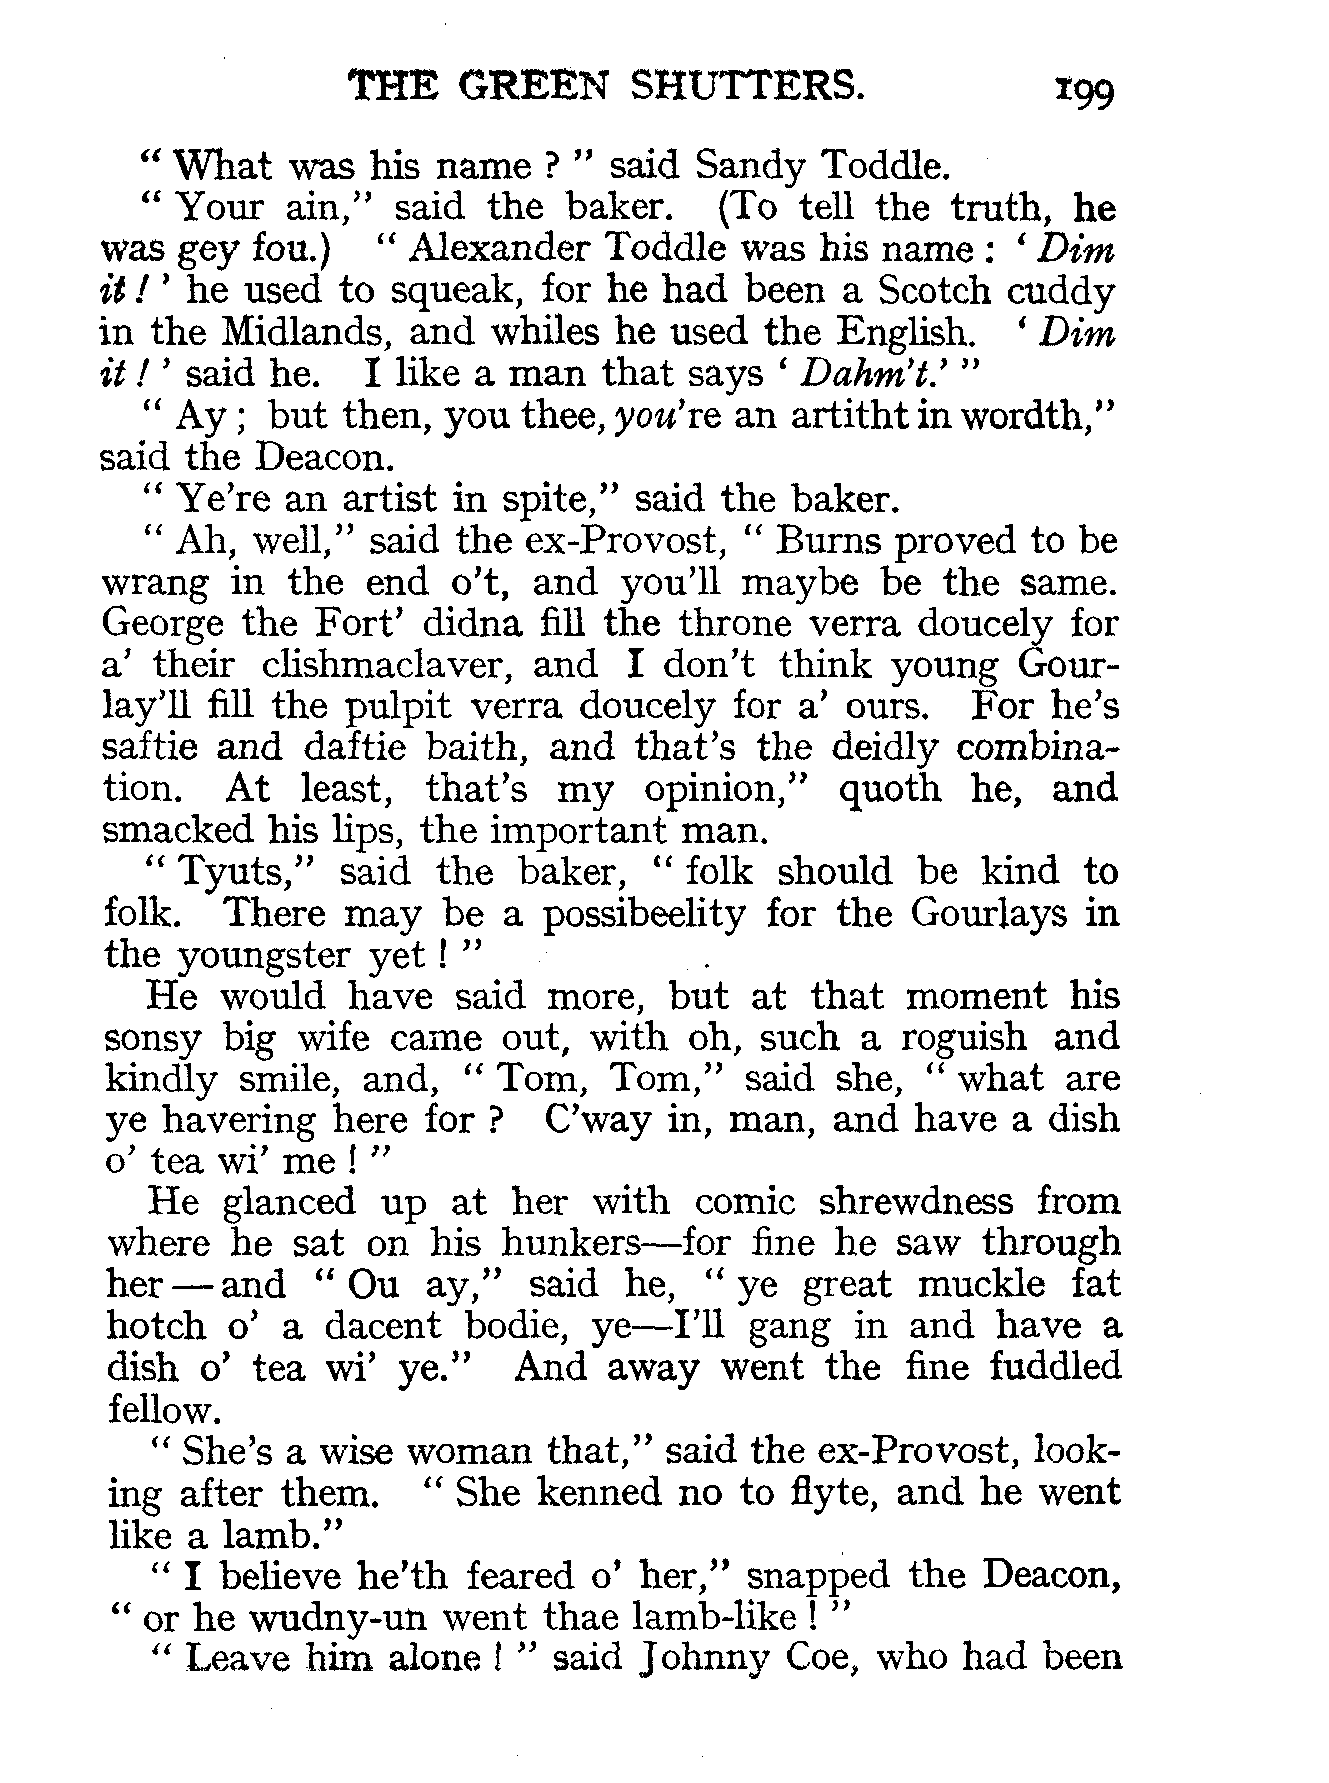 THE GREEN SHUTTERS. 199
“ What was his name ? ” said Sandy Toddle.
“ Your ain,” said the baker. (To tell the truth, he
was gey fou.) “ Alexander Toddle was his name : ‘ Dim
it ! ’ he used to squeak, for he had been a Scotch cuddy
in the Midlands, and whiles he used the English. ‘ Dim
it ! ’ said he. I like a man that says ‘ Dahm’t.’ ”
“ Ay ; but then, you thee, you’re an artitht in wordth,”
said the Deacon.
“ Ye’re an artist in spite,” said the baker.
“ Ah, well,” said the ex-Provost, “ Burns proved to be
wrang in the end o’t, and you’ll maybe be the same.
George the Fort’ didna fill the throne verra doucely for
a’ their clishmaclaver, and I don’t think young Gour-
lay’ll fill the pulpit verra doucely for a’ ours. For he’s
saftie and daftie baith, and that’s the deidly combina-
tion. At least, that’s my opinion,” quoth he, and
smacked his lips, the important man.
“ Tyuts,” said the baker, “ folk should be kind to
folk. There may be a possibeelity for the Gourlays in
the youngster yet ! ”
He would have said more, but at that moment his
sonsy big wife came out, with oh, such a roguish and
kindly smile, and, “ Tom, Tom,” said she, “ what are
ye havering here for ? C’way in, man, and have a dish
o’ tea wi’ me ! ”
He glanced up at her with comic shrewdness from
where he sat on his hunkers—for fine he saw through
her — and “ Ou ay,” said he, “ ye great muckle fat
hotch o’ a dacent bodie, ye—I’ll gang in and have a
dish o’ tea wi’ ye.” And away went the fine fuddled
fellow.
“ She’s a wise woman that,” said the ex-Provost, look-
ing after them. “ She kenned no to flyte, and he went
like a lamb.”
“ I believe he’th feared o’ her,” snapped the Deacon,
“ or he wudny-un went thae lamb-like ! ”
“ Leave him alone ! ” said Johnny Coe, who had been